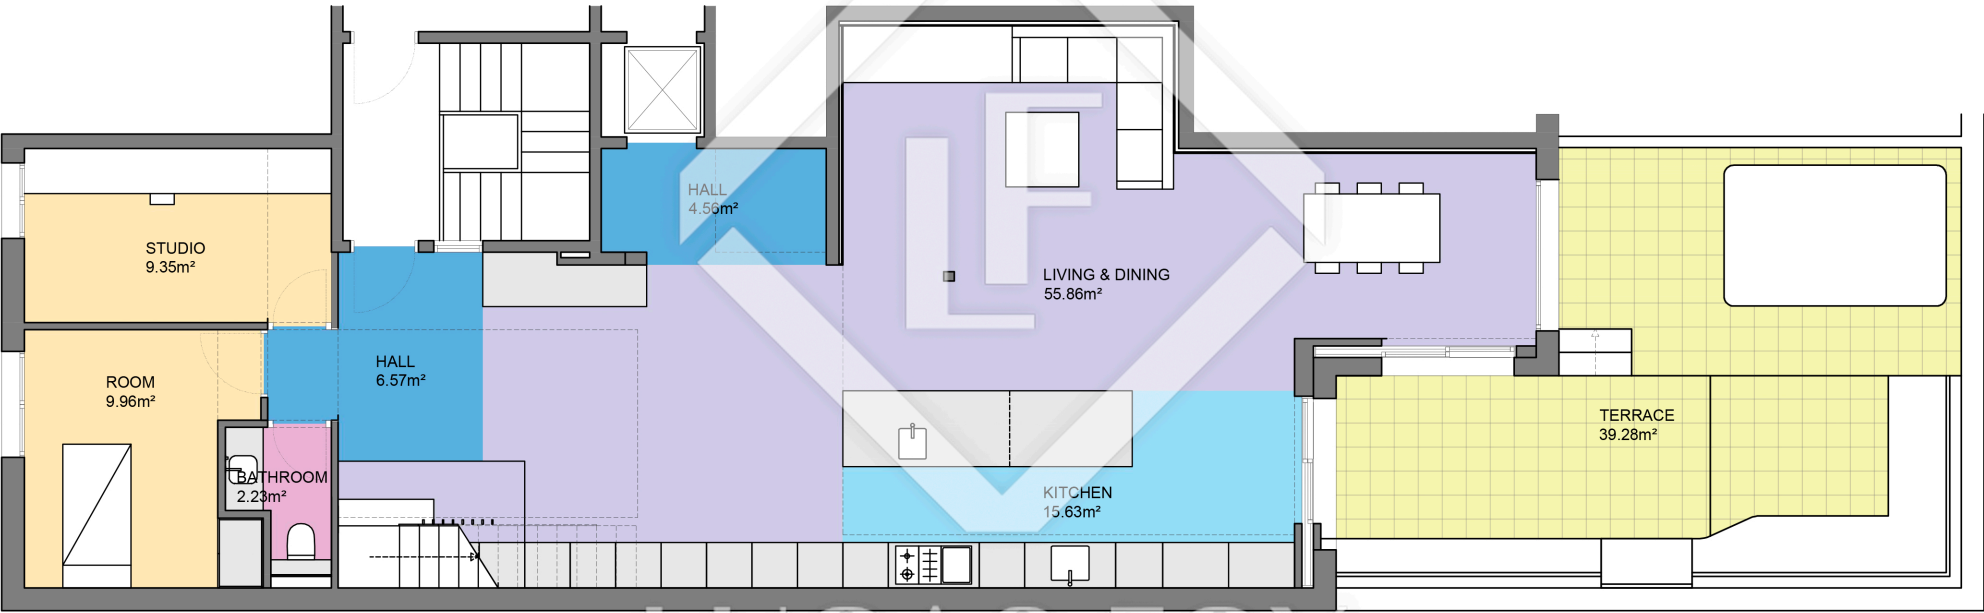 HALL
4.56m²
STUDIO
9.35m²
LIVING & DINING
55.86m²
HALL
6.57m²
ROOM
9.96m²
TERRACE
39.28m²
BATHROOM
2.23m²
KITCHEN
15.63m²
LF